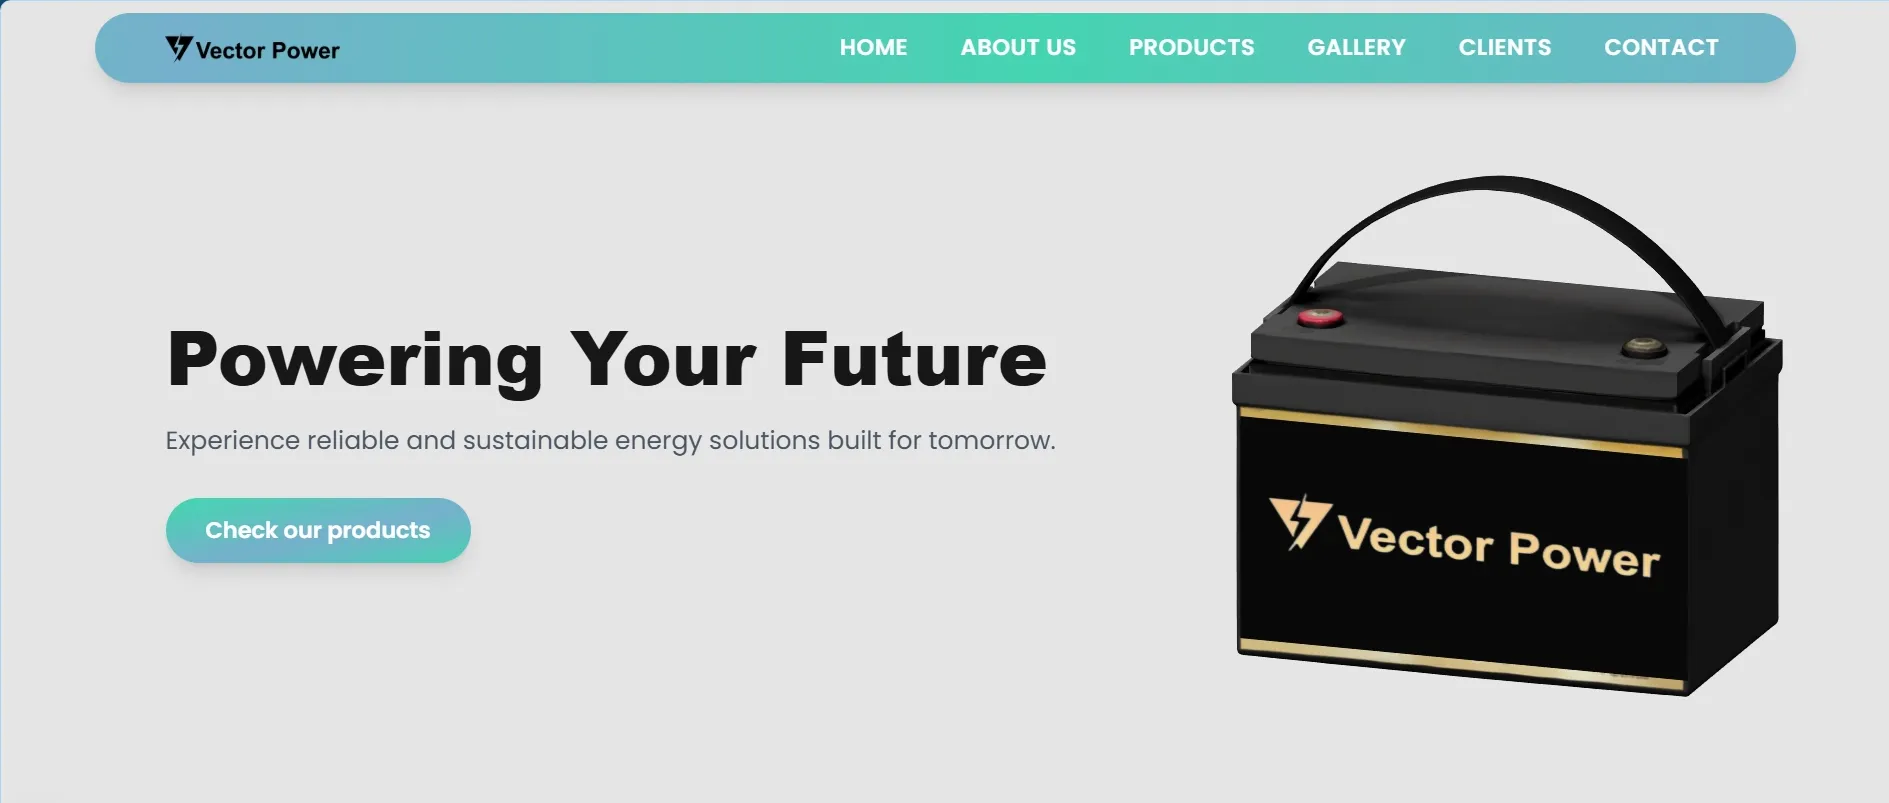 Vector Power
HOME ABOUT US PRODUCTS GALLERY CLIENTS CONTACT
Powering Your Future
Experience reliable and sustainable energy solutions built for tomorrow.
Check our products
Vector Power